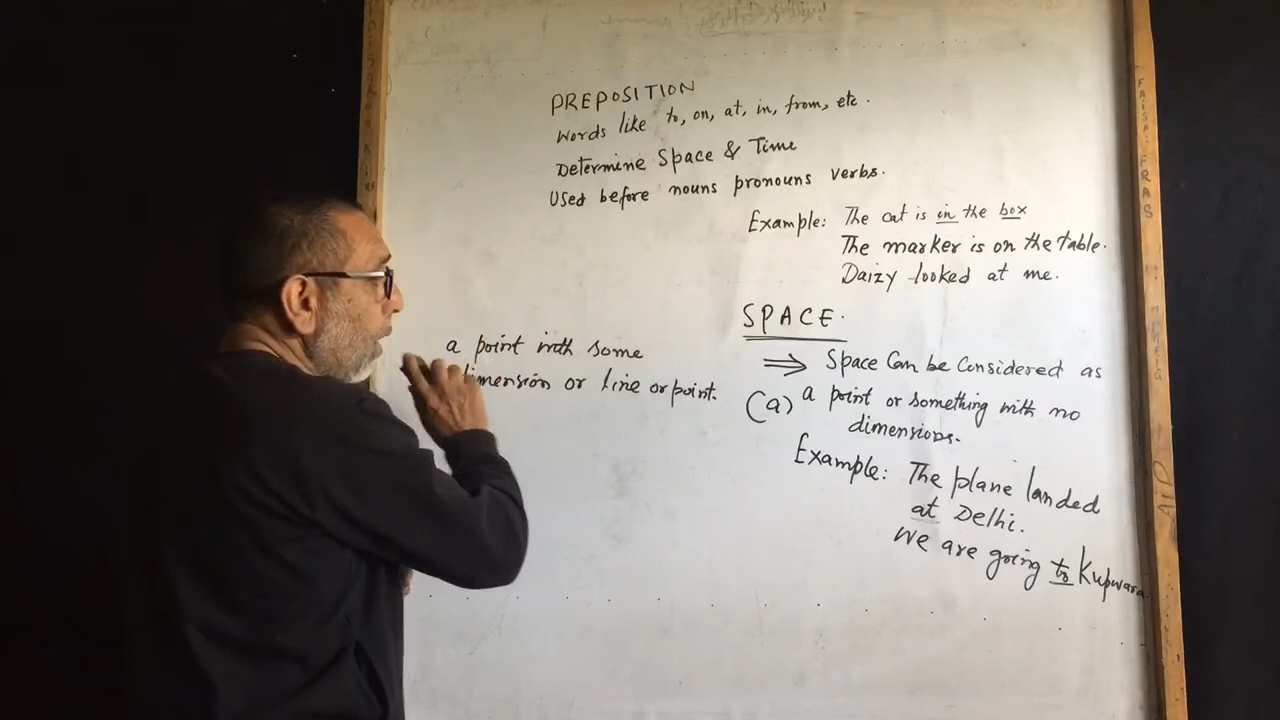 PREPOSITION
Words like to, on, at, in, from, etc.
Determine Space & Time
Used before nouns pronouns verbs.
Example: The cat is in the box
The marker is on the table.
Daizy looked at me.
SPACE.
⇒ Space Can be Considered as
(a) a point or something with no
dimensions.
Example: The plane landed
at Delhi.
We are going to Kupwara
a point with some
dimension or line or point.